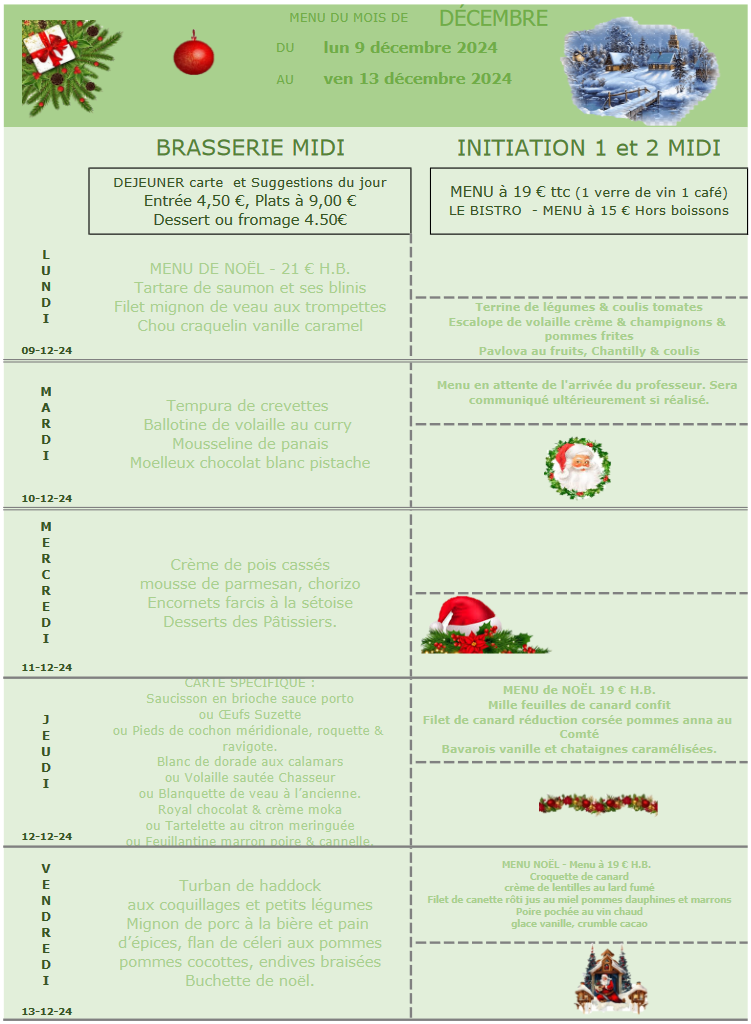 MENU DU MOIS DE DÉCEMBRE
DU lun 9 décembre 2024
AU ven 13 décembre 2024
BRASSERIE MIDI
INITIATION 1 et 2 MIDI
DEJEUNER carte et Suggestions du jour
Entrée 4,50 €, Plats à 9,00 €
Dessert ou fromage 4.50€
MENU à 19 € ttc (1 verre de vin 1 café)
LE BISTRO - MENU à 15 € Hors boissons
L
U
N
D
I
09-12-24
MENU DE NOËL - 21 € H.B.
Tartare de saumon et ses blinis
Filet mignon de veau aux trompettes
Chou craquelin vanille caramel
Terrine de légumes & coulis tomates
Escalope de volaille crème & champignons &
pommes frites
Pavlova au fruits, Chantilly & coulis
M
A
R
D
I
10-12-24
Tempura de crevettes
Ballotine de volaille au curry
Mousseline de panais
Moelleux chocolat blanc pistache
Menu en attente de l'arrivée du professeur. Sera
communiqué ultérieurement si réalisé.
M
E
R
C
R
E
D
I
11-12-24
Crème de pois cassés
mousse de parmesan, chorizo
Encornets farcis à la sétoise
Desserts des Pâtissiers.
J
E
U
D
I
12-12-24
CARTE SPECIFIQUE :
Saucisson en brioche sauce porto
ou Œufs Suzette
ou Pieds de cochon méridionale, roquette &
ravigote.
Blanc de dorade aux calamars
ou Volaille sautée Chasseur
ou Blanquette de veau à l’ancienne.
Royal chocolat & crème moka
ou Tartelette au citron meringuée
ou Feuillantine marron poire & cannelle.
MENU de NOËL 19 € H.B.
Mille feuilles de canard confit
Filet de canard réduction corsée pommes anna au
Comté
Bavarois vanille et chataignes caramélisées.
V
E
N
D
R
E
D
I
13-12-24
Turban de haddock
aux coquillages et petits légumes
Mignon de porc à la bière et pain
d’épices, flan de céleri aux pommes
pommes cocottes, endives braisées
Buchette de noël.
MENU NOËL - Menu à 19 € H.B.
Croquette de canard
crème de lentilles au lard fumé
Filet de canette rôti jus au miel pommes dauphines et marrons
Poire pochée au vin chaud
glace vanille, crumble cacao